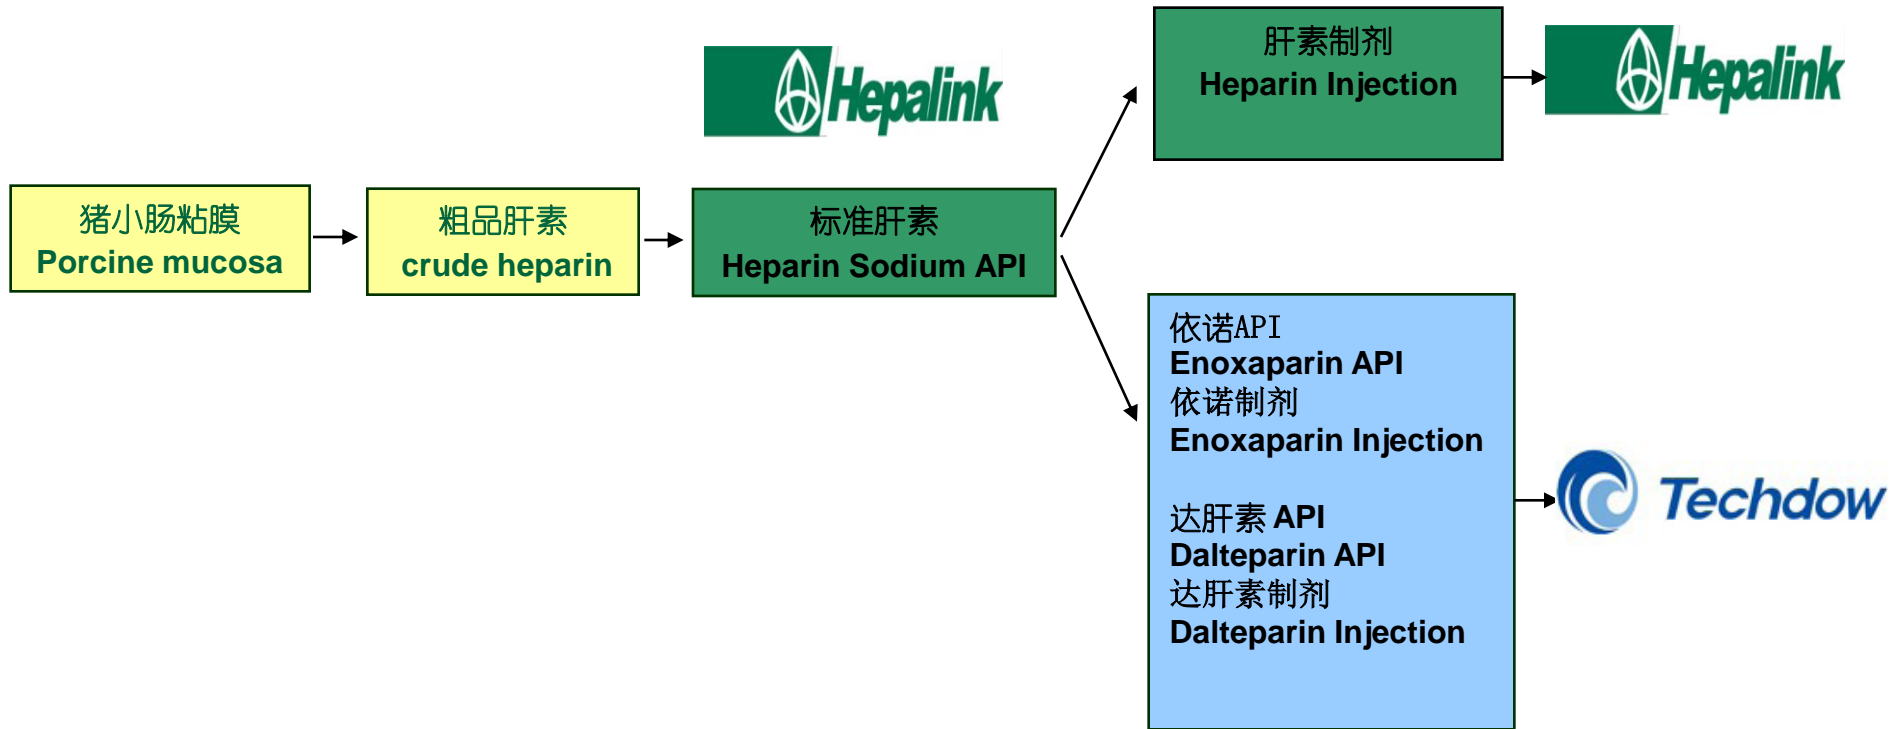 Hepalink
肝素制剂
Heparin Injection
Hepalink
猪小肠粘膜
Porcine mucosa
粗品肝素
crude heparin
标准肝素
Heparin Sodium API
依诺API
Enoxaparin API
依诺制剂
Enoxaparin Injection
达肝素 API
Dalteparin API
达肝素制剂
Dalteparin Injection
Techdow